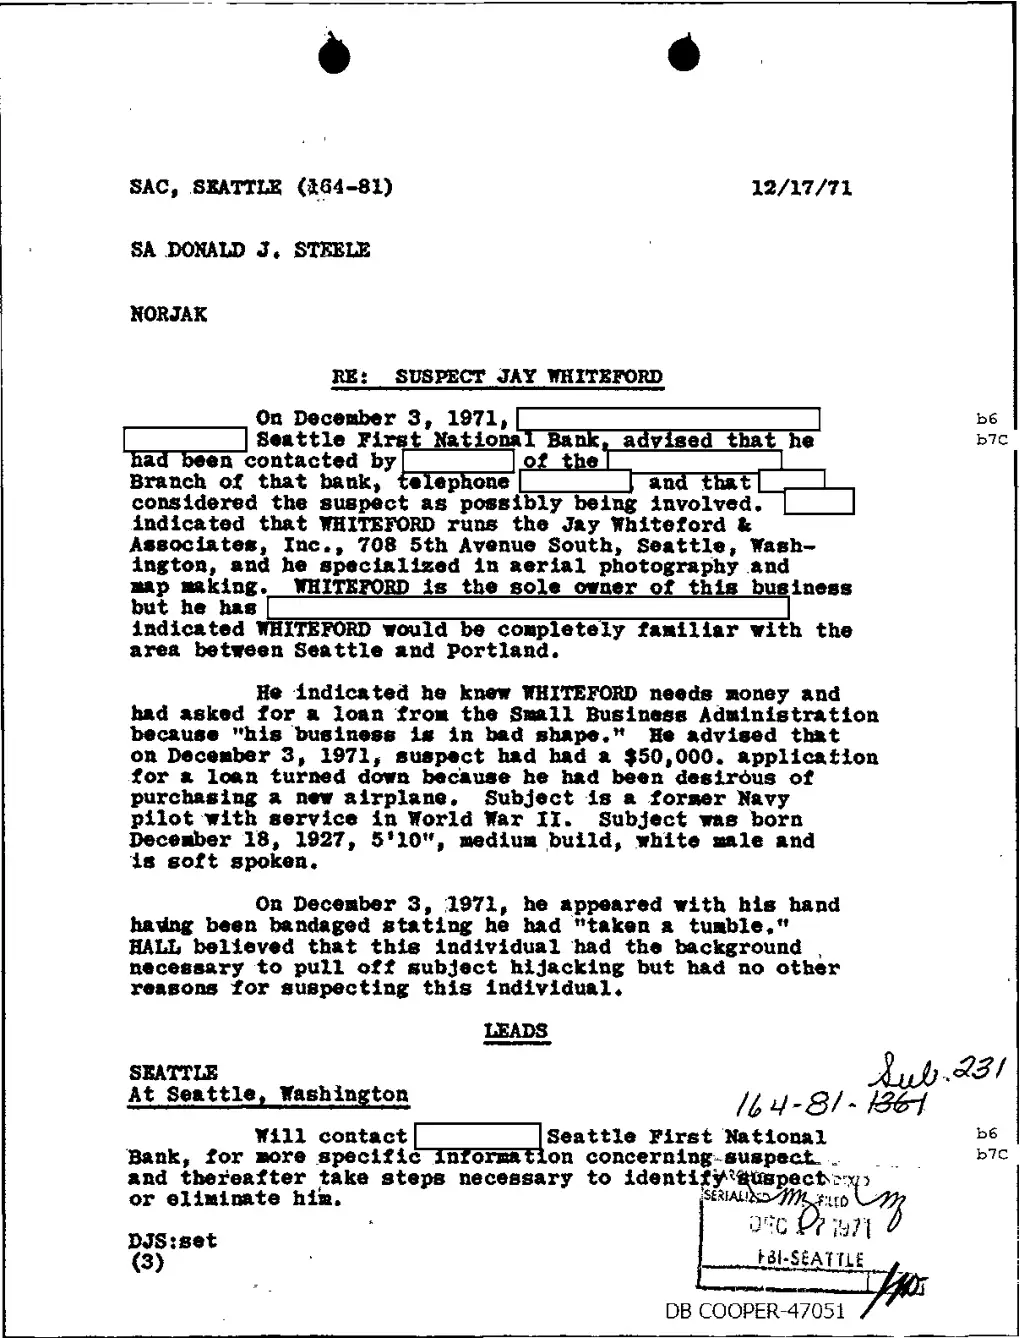 SAC, SEATTLE (164-81) 12/17/71
SA DONALD J. STEELE
NORJAK
RE: SUSPECT JAY WHITEFORD
On December 3, 1971,
b6
Seattle First National Bank, advised that he
b7C
had been contacted by of the
Branch of that bank, telephone and that
considered the suspect as possibly being involved.
indicated that WHITEFORD runs the Jay Whiteford &
Associates, Inc., 708 5th Avenue South, Seattle, Wash-
ington, and he specialized in aerial photography and
map making. WHITEFORD is the sole owner of this business
but he has
indicated WHITEFORD would be completely familiar with the
area between Seattle and Portland.
He indicated he knew WHITEFORD needs money and
had asked for a loan from the Small Business Administration
because "his business is in bad shape." He advised that
on December 3, 1971, suspect had had a $50,000. application
for a loan turned down because he had been desirous of
purchasing a new airplane. Subject is a former Navy
pilot with service in World War II. Subject was born
December 18, 1927, 5'10", medium build, white male and
is soft spoken.
On December 3, 1971, he appeared with his hand
having been bandaged stating he had "taken a tumble."
HALL believed that this individual had the background
necessary to pull off subject hijacking but had no other
reasons for suspecting this individual.
LEADS
SEATTLE
At Seattle, Washington
Sub. 231
164-81-1361
Will contact Seattle First National
b6
Bank, for more specific information concerning suspect
b7C
and thereafter take steps necessary to identify suspect
or eliminate him.
SERIALIZED FILED
DEC 17 1971
FBI-SEATTLE
DJS:set
(3)
DB COOPER-47051